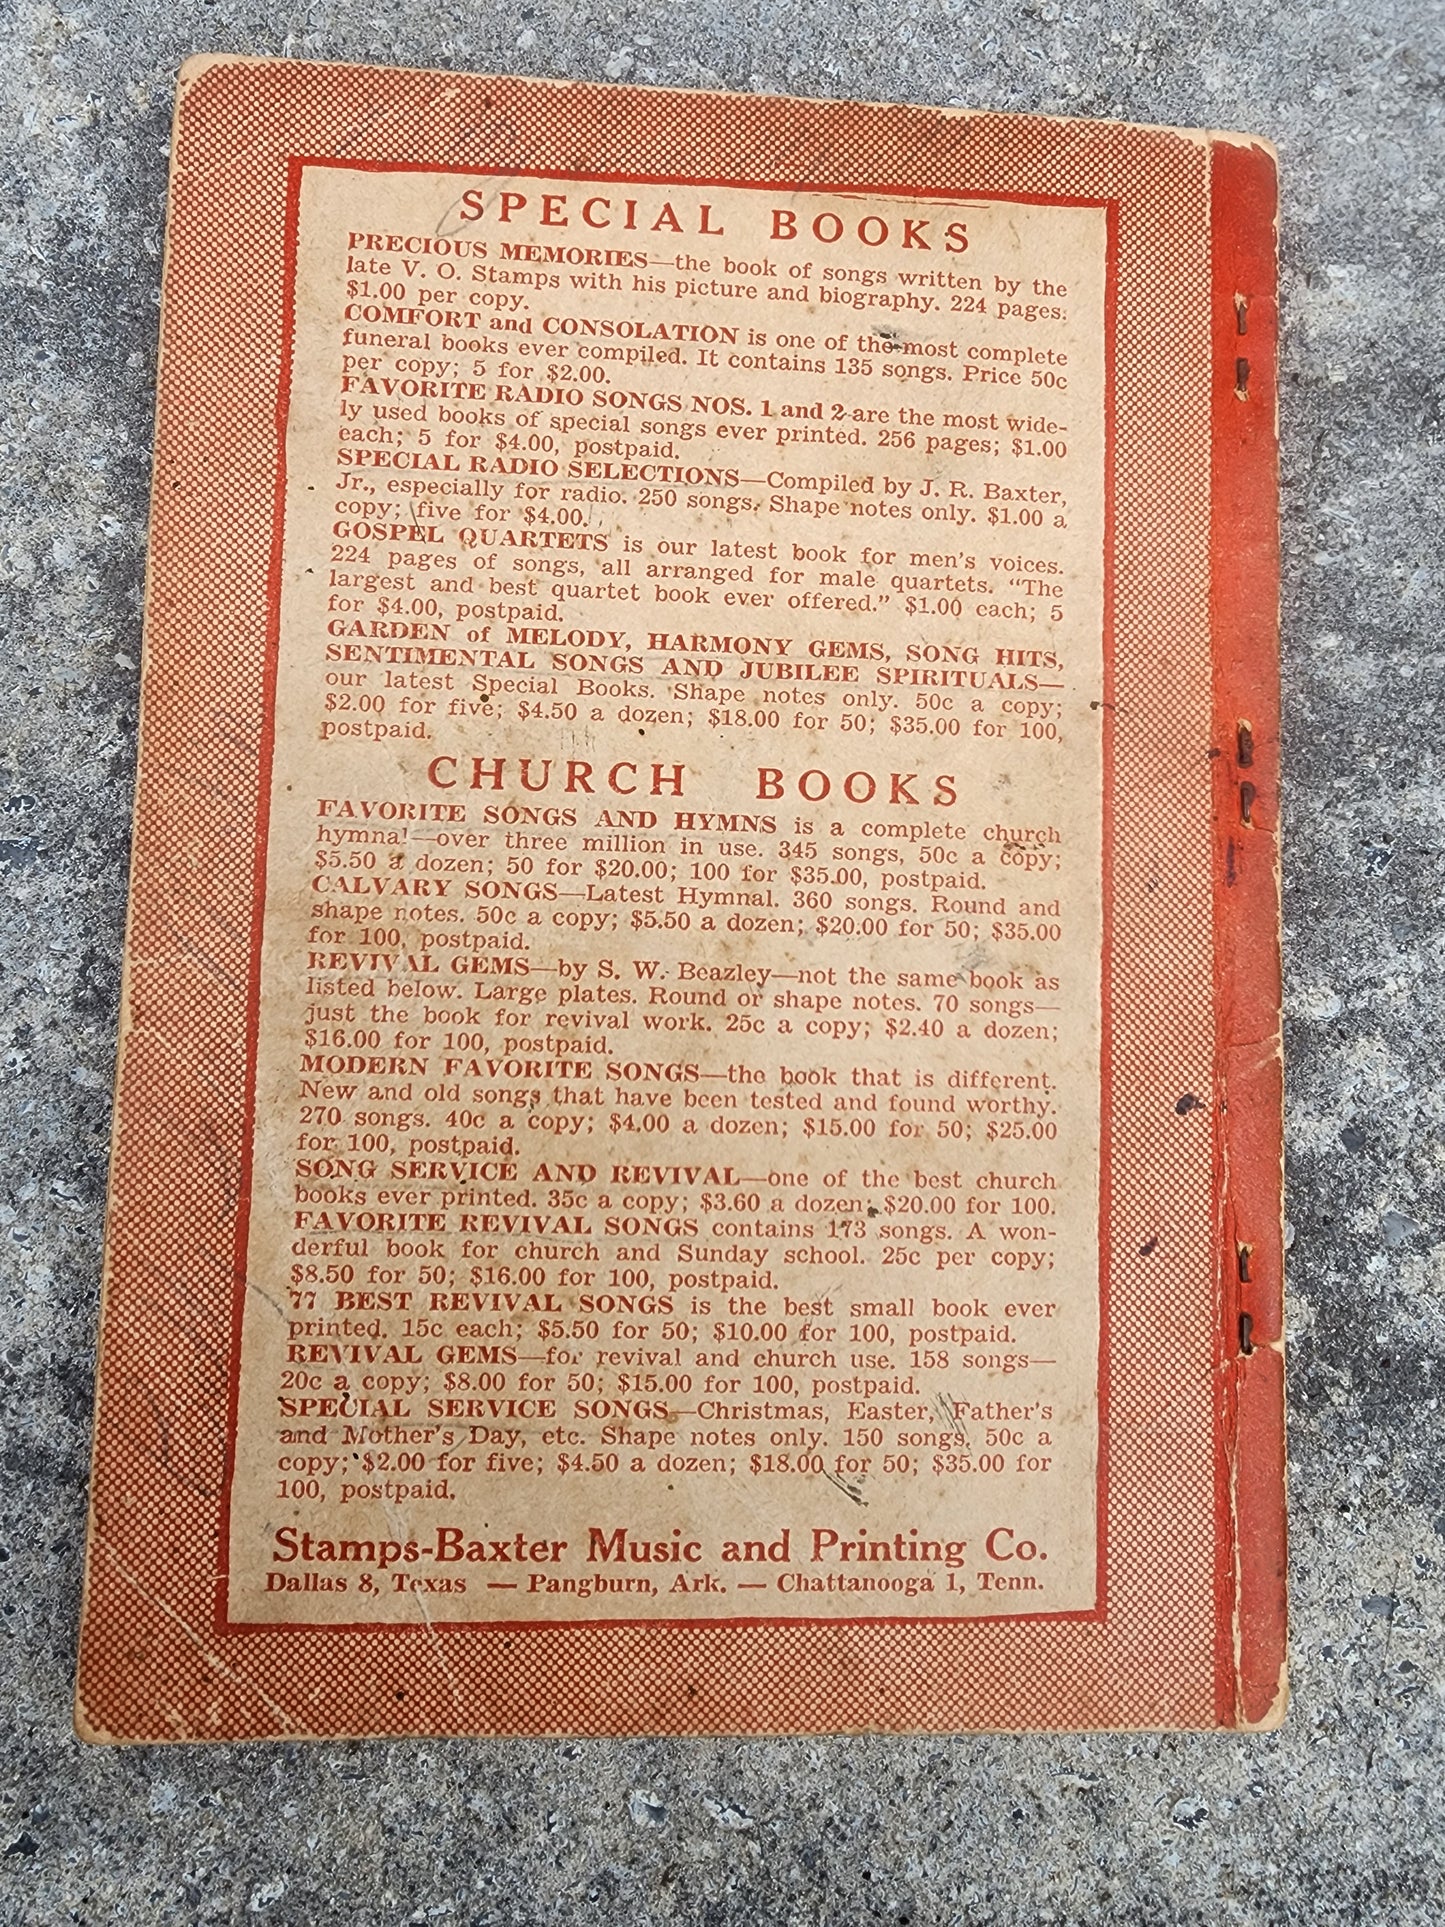 SPECIAL BOOKS
PRECIOUS MEMORIES—the book of songs written by the
late V. O. Stamps with his picture and biography. 224 pages.
$1.00 per copy.
COMFORT and CONSOLATION is one of the most complete
funeral books ever compiled. It contains 135 songs. Price 50c
per copy; 5 for $2.00.
FAVORITE RADIO SONGS NOS. 1 and 2 are the most wide-
ly used books of special songs ever printed. 256 pages; $1.00
each; 5 for $4.00, postpaid.
SPECIAL RADIO SELECTIONS—Compiled by J. R. Baxter,
Jr., especially for radio. 250 songs. Shape notes only. $1.00 a
copy; five for $4.00.
GOSPEL QUARTETS is our latest book for men's voices.
224 pages of songs, all arranged for male quartets. "The
largest and best quartet book ever offered." $1.00 each; 5
for $4.00, postpaid.
GARDEN of MELODY, HARMONY GEMS, SONG HITS,
SENTIMENTAL SONGS AND JUBILEE SPIRITUALS—
our latest Special Books. Shape notes only. 50c a copy;
$2.00 for five; $4.50 a dozen; $18.00 for 50; $35.00 for 100,
postpaid.
CHURCH BOOKS
FAVORITE SONGS AND HYMNS is a complete church
hymnal—over three million in use. 345 songs, 50c a copy;
$5.50 a dozen; 50 for $20.00; 100 for $35.00, postpaid.
CALVARY SONGS—Latest Hymnal. 360 songs. Round and
shape notes. 50c a copy; $5.50 a dozen; $20.00 for 50; $35.00
for 100, postpaid.
REVIVAL GEMS—by S. W. Beazley—not the same book as
listed below. Large plates. Round or shape notes. 70 songs—
just the book for revival work. 25c a copy; $2.40 a dozen;
$16.00 for 100, postpaid.
MODERN FAVORITE SONGS—the book that is different.
New and old songs that have been tested and found worthy.
270 songs. 40c a copy; $4.00 a dozen; $15.00 for 50; $25.00
for 100, postpaid.
SONG SERVICE AND REVIVAL—one of the best church
books ever printed. 35c a copy; $3.60 a dozen; $20.00 for 100.
FAVORITE REVIVAL SONGS contains 173 songs. A won-
derful book for church and Sunday school. 25c per copy;
$8.50 for 50; $16.00 for 100, postpaid.
77 BEST REVIVAL SONGS is the best small book ever
printed. 15c each; $5.50 for 50; $10.00 for 100, postpaid.
REVIVAL GEMS—for revival and church use. 158 songs—
20c a copy; $8.00 for 50; $15.00 for 100, postpaid.
SPECIAL SERVICE SONGS—Christmas, Easter, Father's
and Mother's Day, etc. Shape notes only. 150 songs. 50c a
copy; $2.00 for five; $4.50 a dozen; $18.00 for 50; $35.00 for
100, postpaid.
Stamps-Baxter Music and Printing Co.
Dallas 8, Texas — Pangburn, Ark. — Chattanooga 1, Tenn.